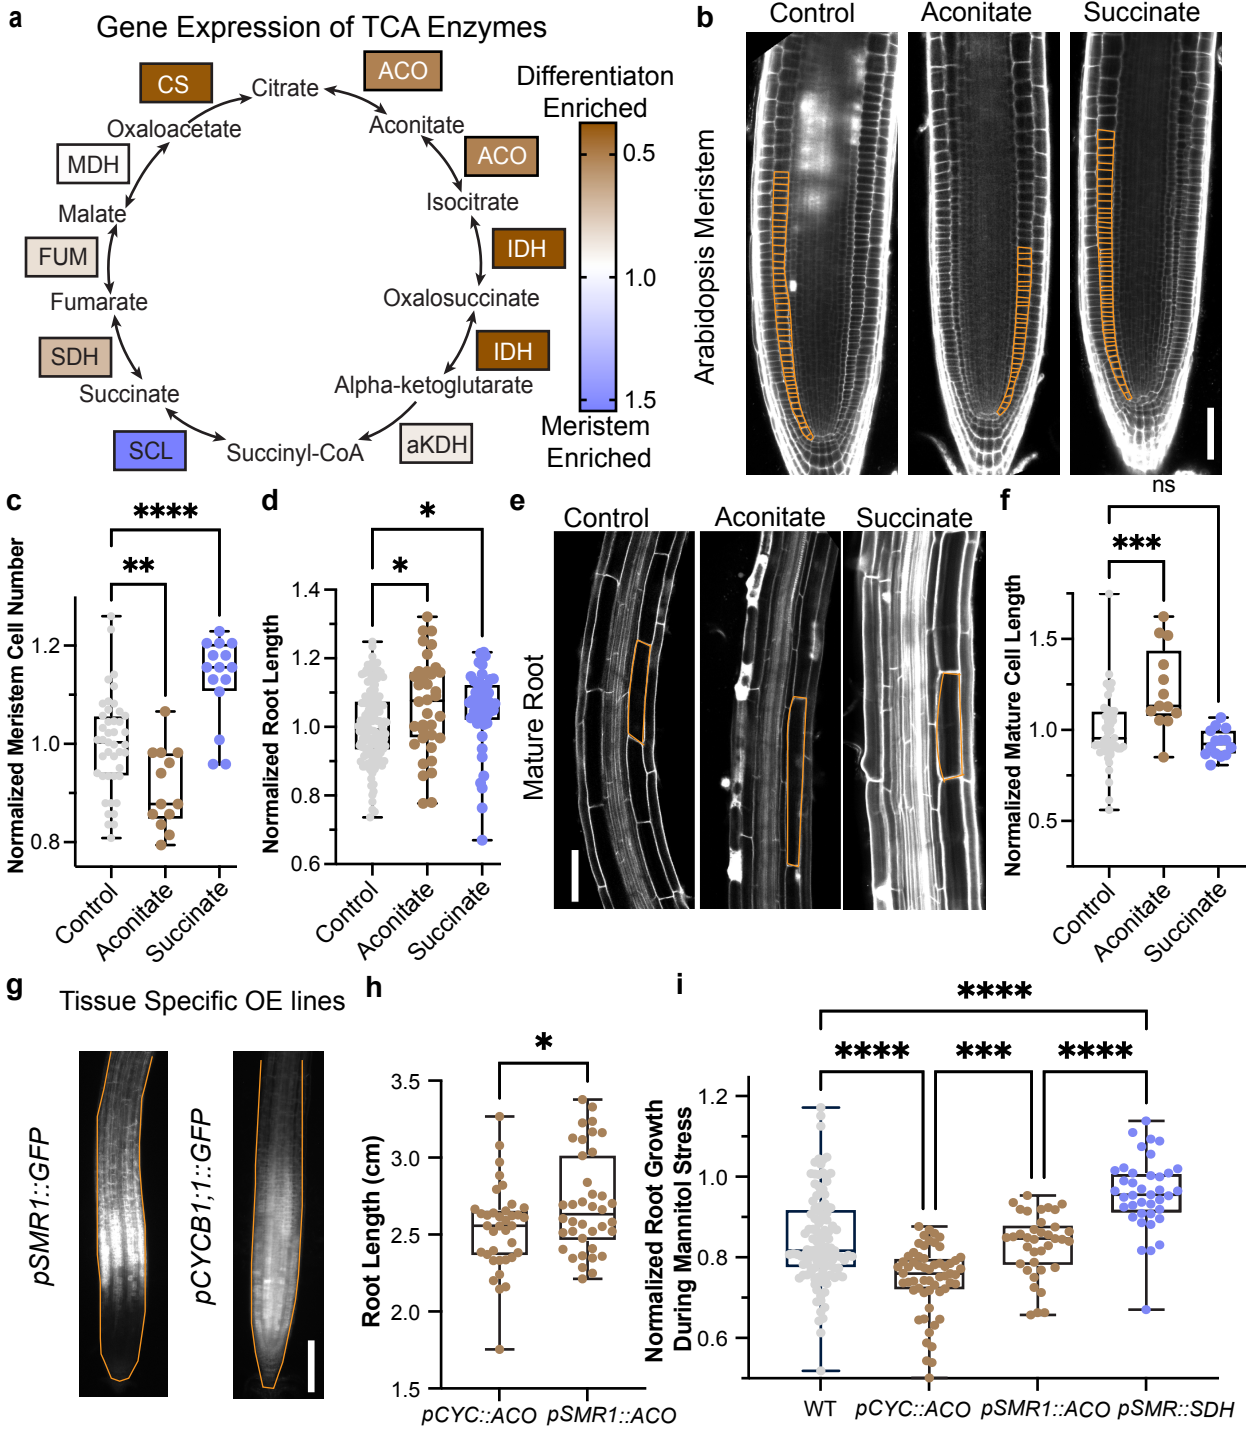 a
Gene Expression of TCA Enzymes
CS
Citrate
ACO
Oxaloacetate
Aconitate
MDH
ACO
Malate
Isocitrate
FUM
IDH
Fumarate
Oxalosuccinate
SDH
IDH
Succinate
Alpha-ketoglutarate
SCL
Succinyl-CoA
aKDH
Differentiaton
Enriched
0.5
1.0
1.5
Meristem
Enriched
b
Control
Aconitate
Succinate
Arabidopsis Meristem
c
****
**
Normalized Meristem Cell Number
1.2
1.0
0.8
Control
Aconitate
Succinate
d
*
*
Normalized Root Length
1.4
1.2
1.0
0.8
0.6
Control
Aconitate
Succinate
e
Control
Aconitate
Succinate
Mature Root
f
ns
***
Normalized Mature Cell Length
1.5
1.0
0.5
Control
Aconitate
Succinate
g
Tissue Specific OE lines
pSMR1::GFP
pCYCB1;1::GFP
h
*
Root Length (cm)
3.5
3.0
2.5
2.0
1.5
pCYC::ACO
pSMR1::ACO
i
****
****
***
****
Normalized Root Growth
During Mannitol Stress
1.2
1.0
0.8
0.6
WT
pCYC::ACO
pSMR1::ACO
pSMR::SDH